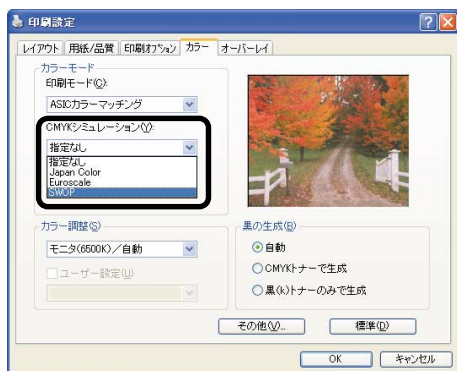 印刷設定
レイアウト 用紙/品質 印刷オプション カラー オーバーレイ
カラーモード
印刷モード(C):
ASICカラーマッチング
CMYKシミュレーション(Y):
指定なし
指定なし
Japan Color
Euroscale
SWOP
カラー調整(S)
モニタ(6500K)/自動
ユーザー設定(U)
黒の生成(B)
自動
CMYKトナーで生成
黒(k)トナーのみで生成
その他(V)... 標準(D)
OK キャンセル